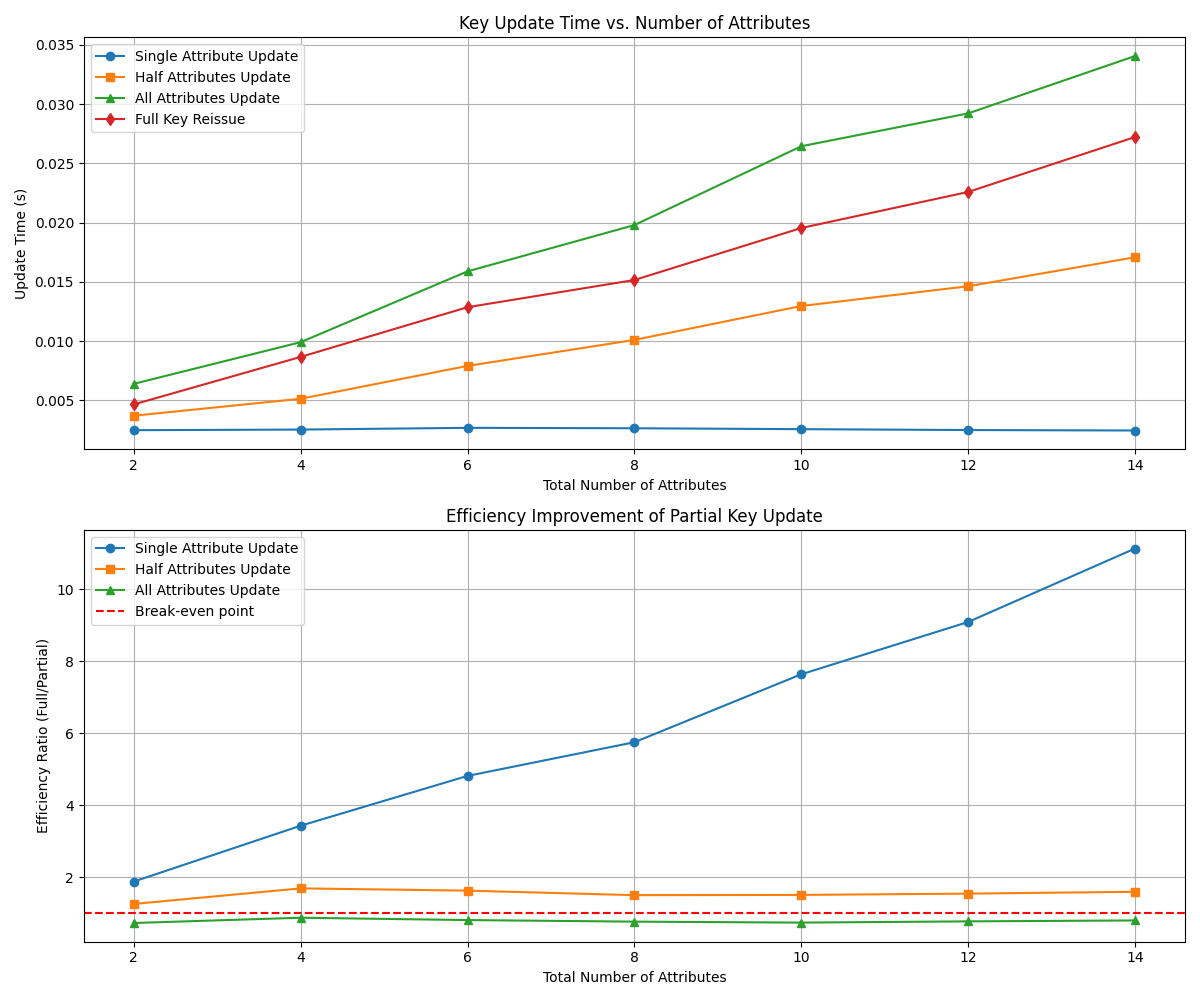 Key Update Time vs. Number of Attributes
Single Attribute Update
Half Attributes Update
All Attributes Update
Full Key Reissue
Update Time (s)
0.035
0.030
0.025
0.020
0.015
0.010
0.005
2 4 6 8 10 12 14
Total Number of Attributes
Efficiency Improvement of Partial Key Update
Single Attribute Update
Half Attributes Update
All Attributes Update
Break-even point
Efficiency Ratio (Full/Partial)
10
8
6
4
2
2 4 6 8 10 12 14
Total Number of Attributes